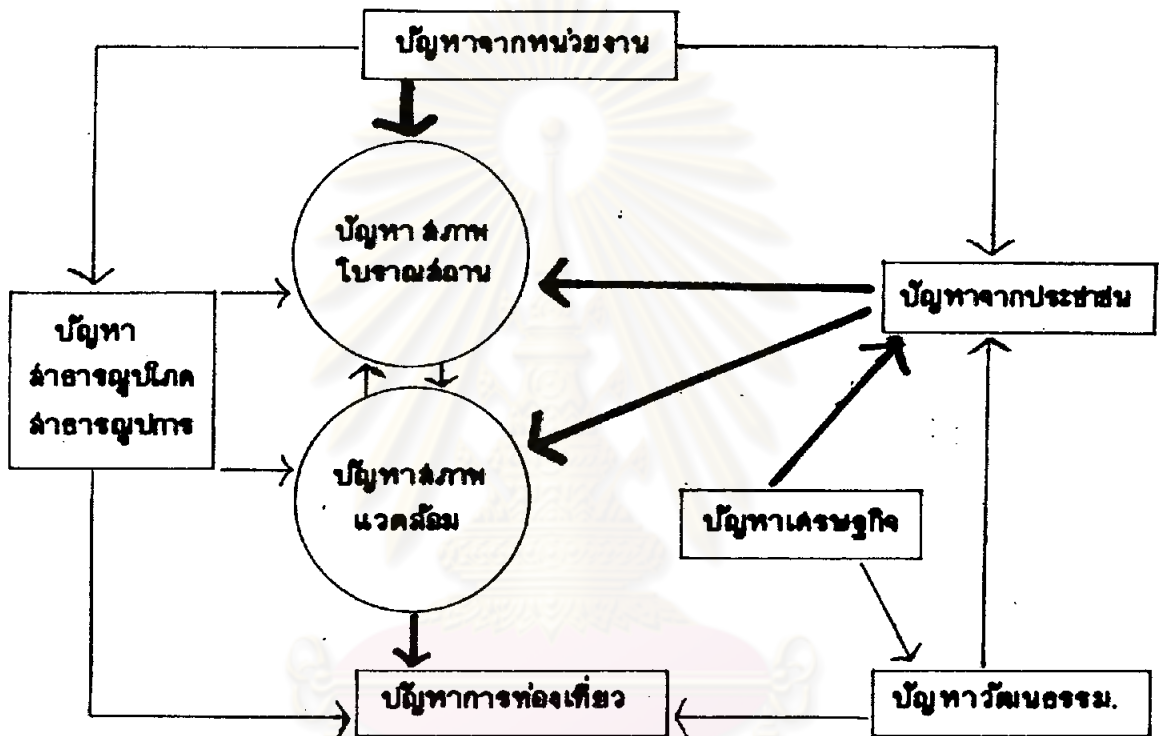 ปัญหาจากหน่วยงาน
ปัญหา สภาพ
โบราณสถาน
ปัญหาจากประชาชน
ปัญหา
สาธารณูปโภค
สาธารณูปการ
ปัญหาสภาพ
แวดล้อม
ปัญหาเศรษฐกิจ
ปัญหาการท่องเที่ยว
ปัญหาวัฒนธรรม.